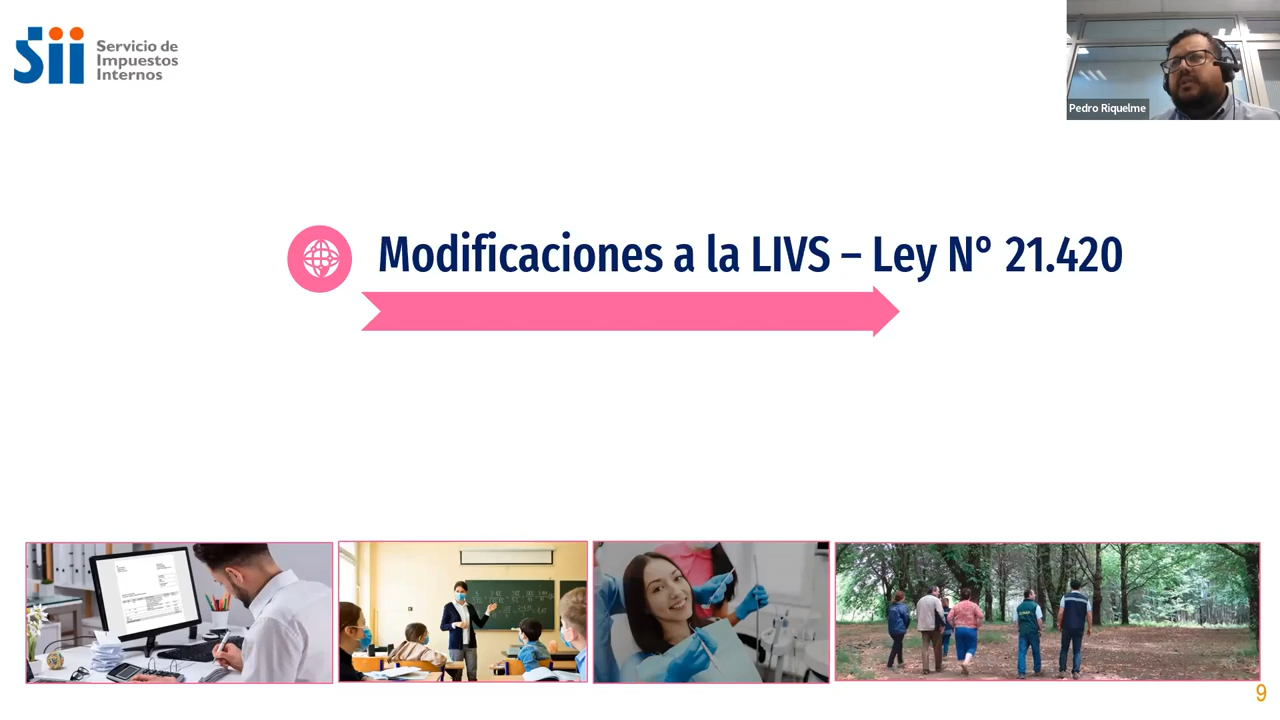 Sii
Servicio de
Impuestos
Internos
Pedro Riquelme
Modificaciones a la LIVS – Ley N° 21.420
9